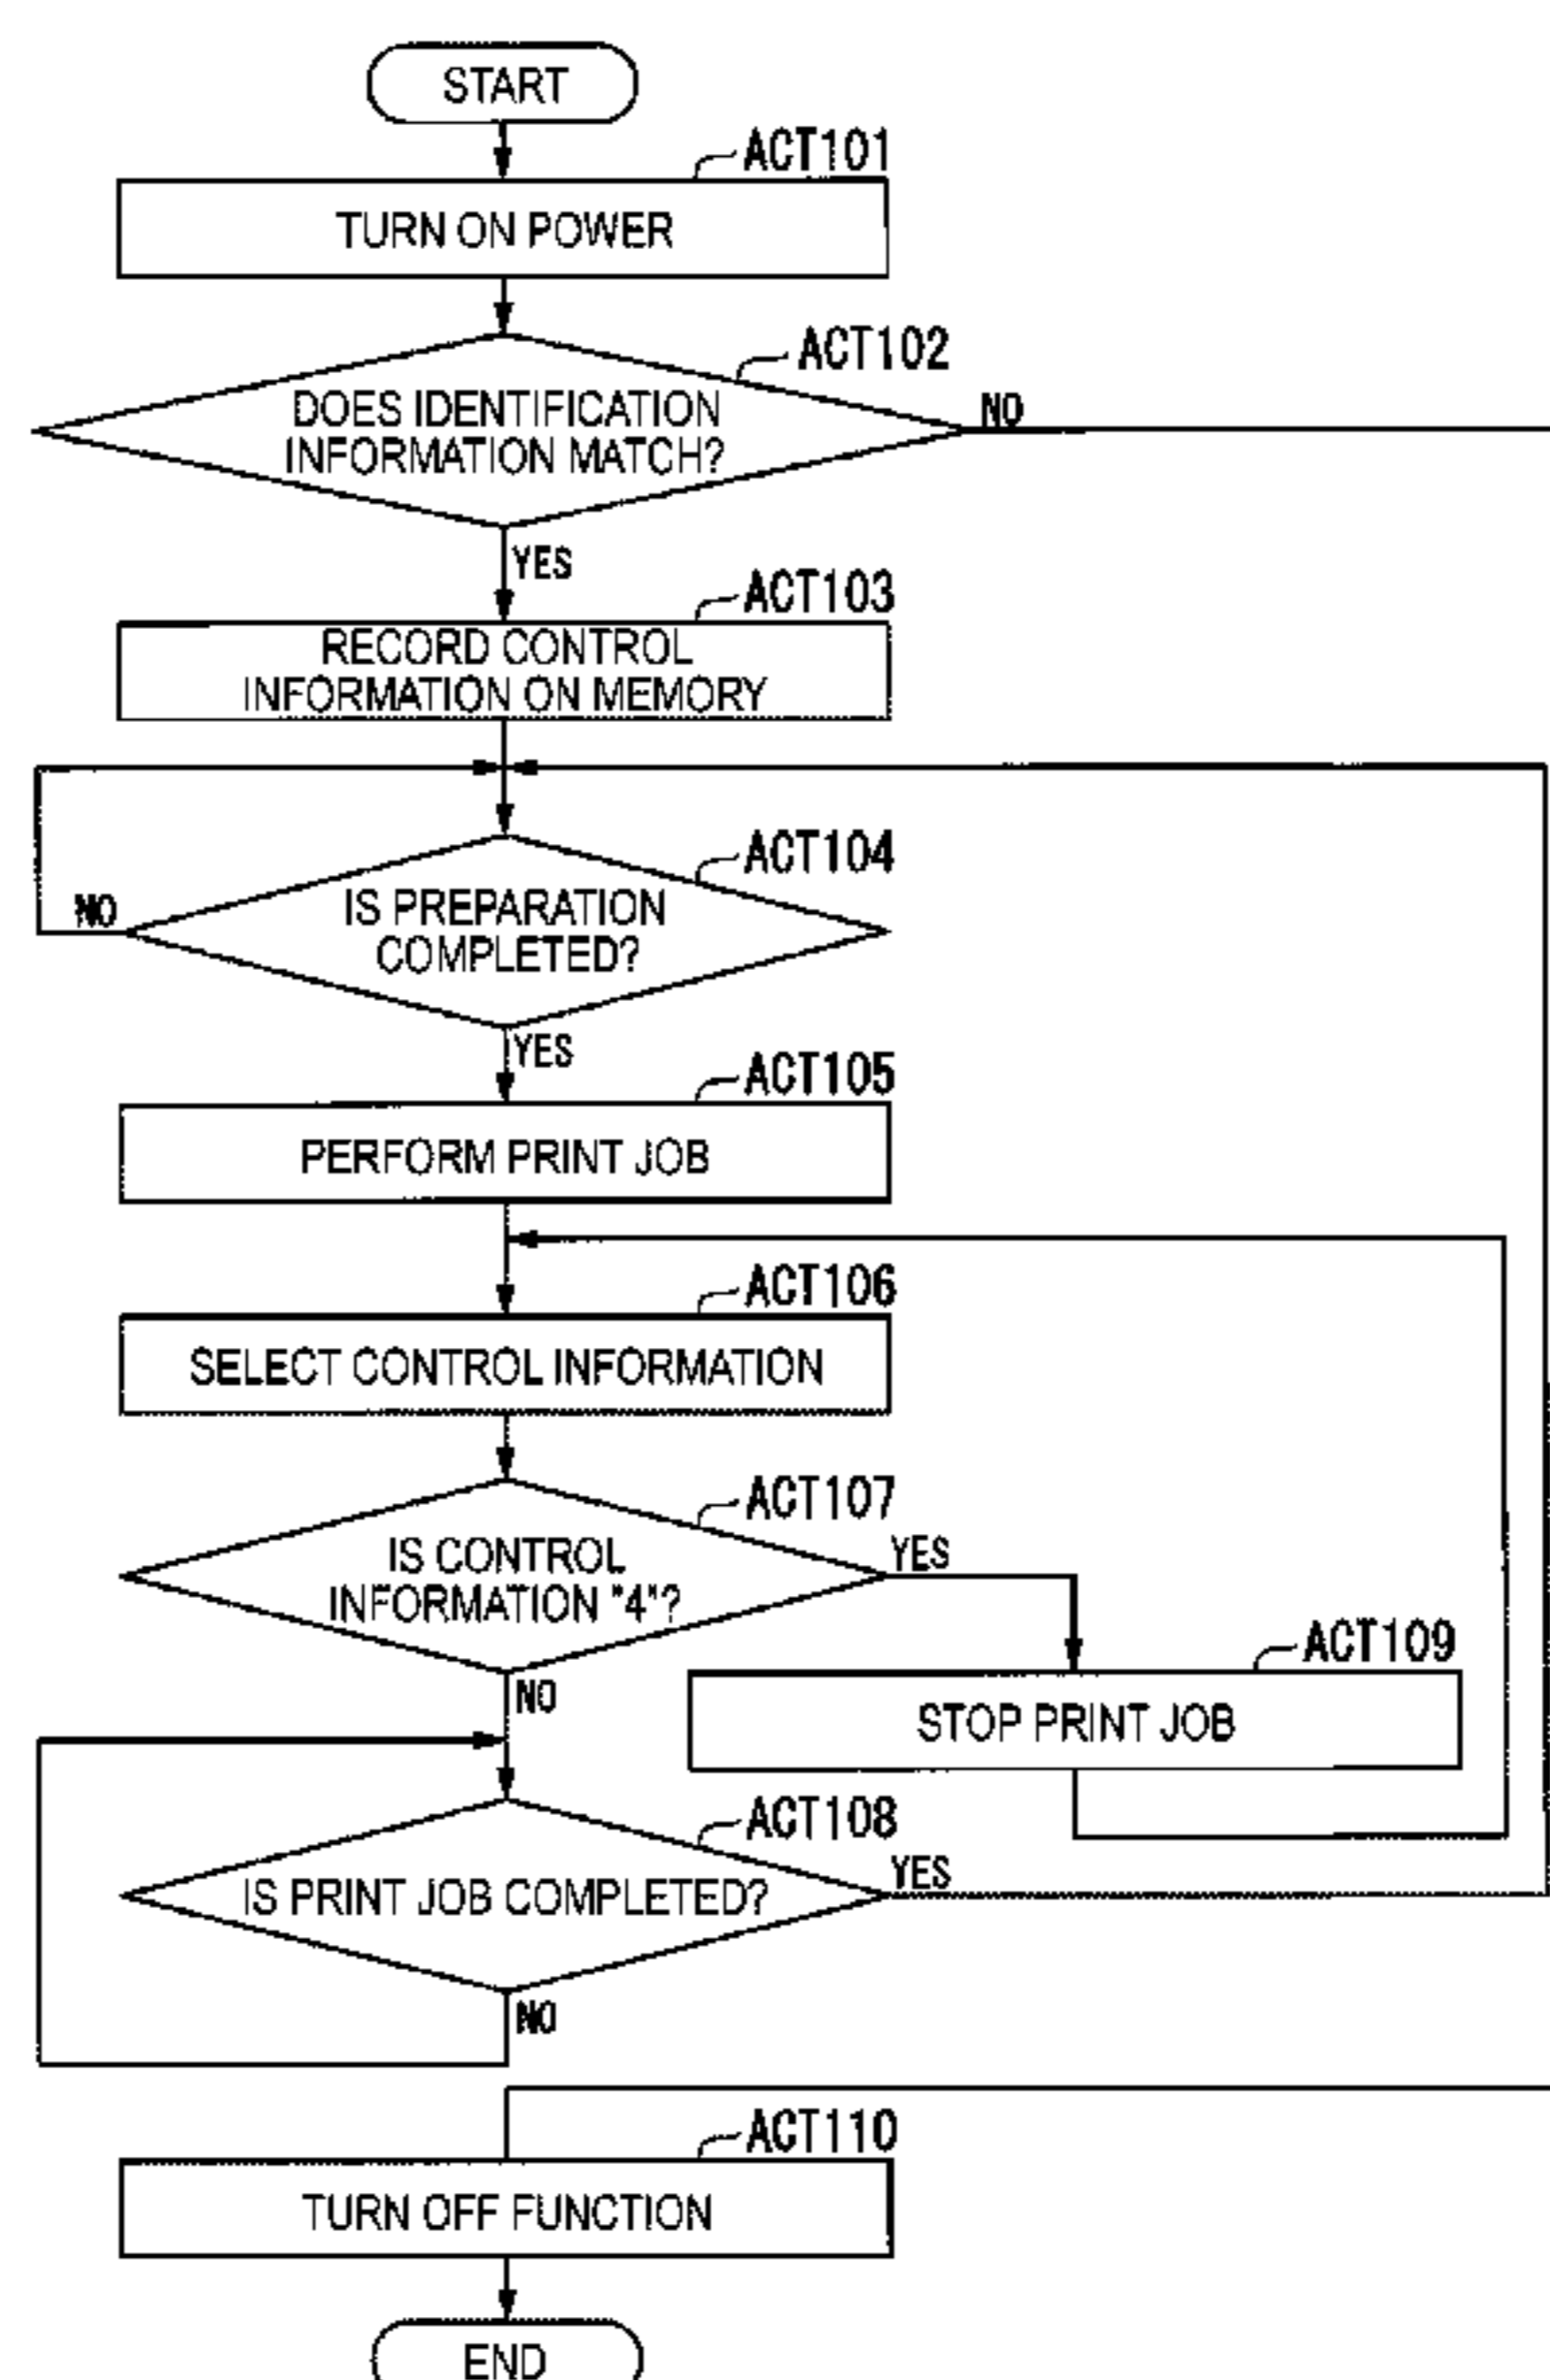 START
ACT101
TURN ON POWER
ACT102
DOES IDENTIFICATION
INFORMATION MATCH?
NO
YES
ACT103
RECORD CONTROL
INFORMATION ON MEMORY
ACT104
IS PREPARATION
COMPLETED?
NO
YES
ACT105
PERFORM PRINT JOB
ACT106
SELECT CONTROL INFORMATION
ACT107
IS CONTROL
INFORMATION "4"?
YES
NO
ACT109
STOP PRINT JOB
ACT108
IS PRINT JOB COMPLETED?
YES
NO
ACT110
TURN OFF FUNCTION
END